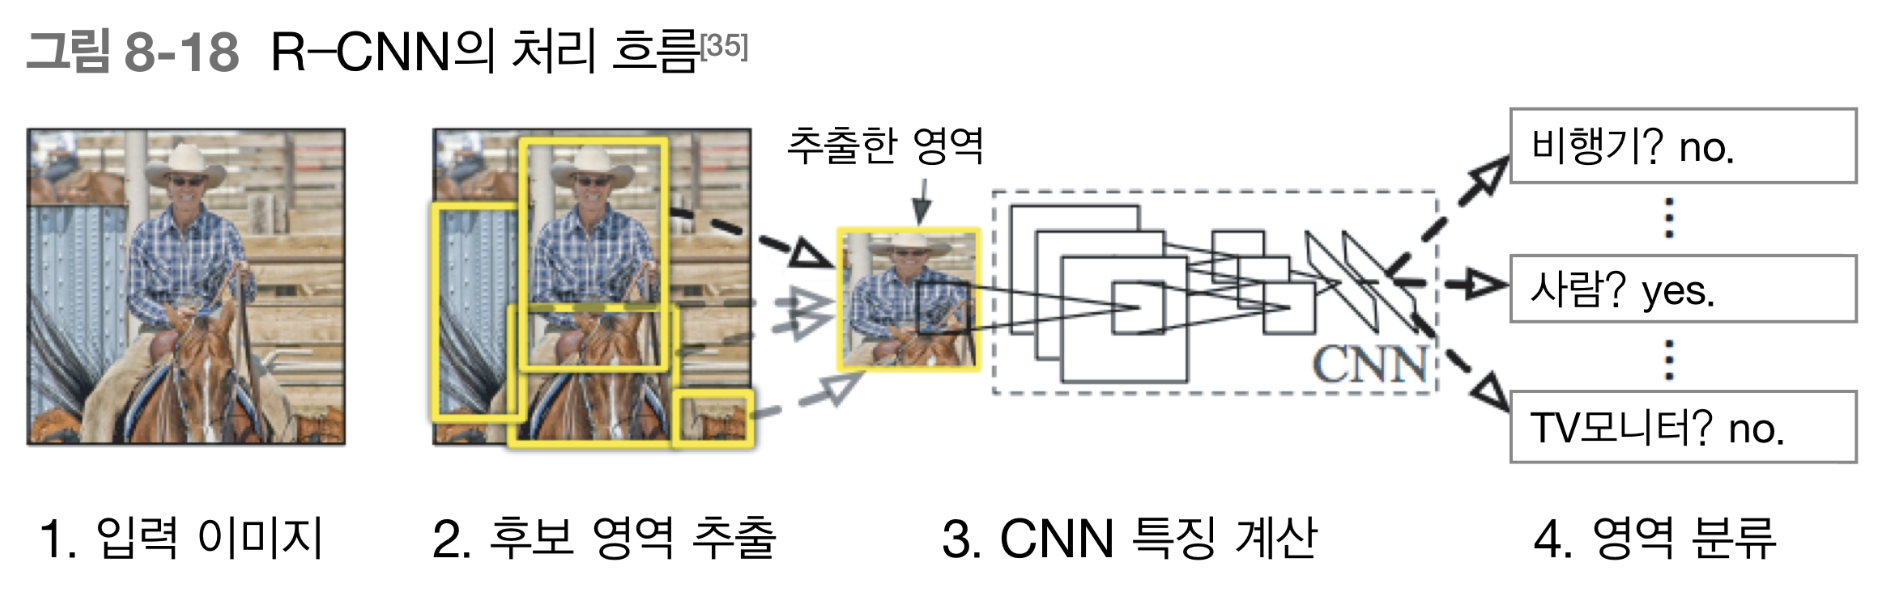 그림 8-18 R-CNN의 처리 흐름[35]
추출한 영역
CNN
비행기? no.
사람? yes.
TV모니터? no.
1. 입력 이미지
2. 후보 영역 추출
3. CNN 특징 계산
4. 영역 분류